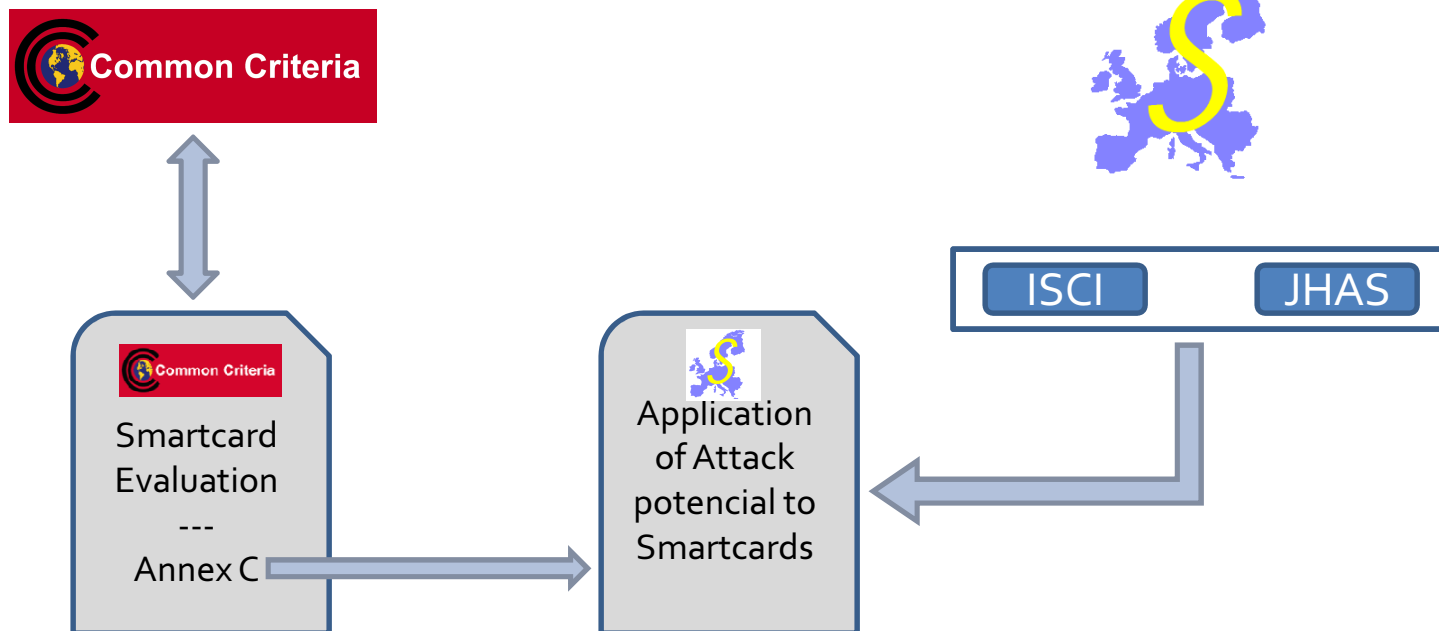 Common Criteria
S
ISCI
JHAS
Common Criteria
Smartcard
Evaluation
---
Annex C
S
Application
of Attack
potencial to
Smartcards